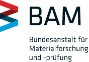 BAM
Bundesanstalt für
Materialforschung
und -prüfung